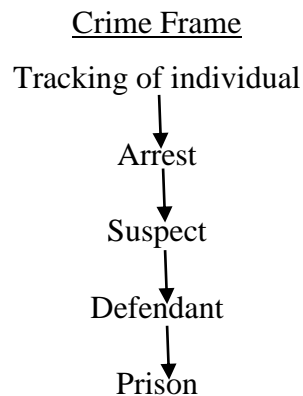 Crime Frame
Tracking of individual
Arrest
Suspect
Defendant
Prison